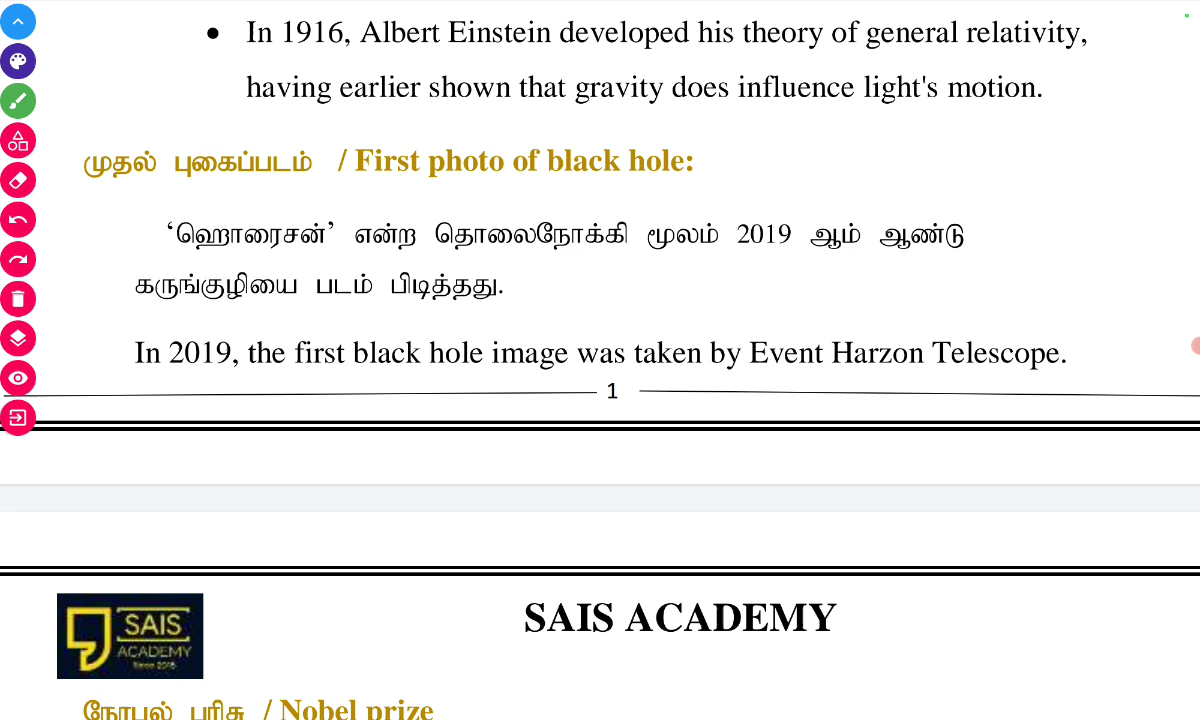 • In 1916, Albert Einstein developed his theory of general relativity,
having earlier shown that gravity does influence light's motion.
முதல் புகைப்படம் / First photo of black hole:
‘ஹொரைசன்’ என்ற தொலைநோக்கி மூலம் 2019 ஆம் ஆண்டு
கருங்குழியை படம் பிடித்தது.
In 2019, the first black hole image was taken by Event Harzon Telescope.
1
SAIS
ACADEMY
Since 2015
SAIS ACADEMY
நோபல் பரிசு / Nobel prize